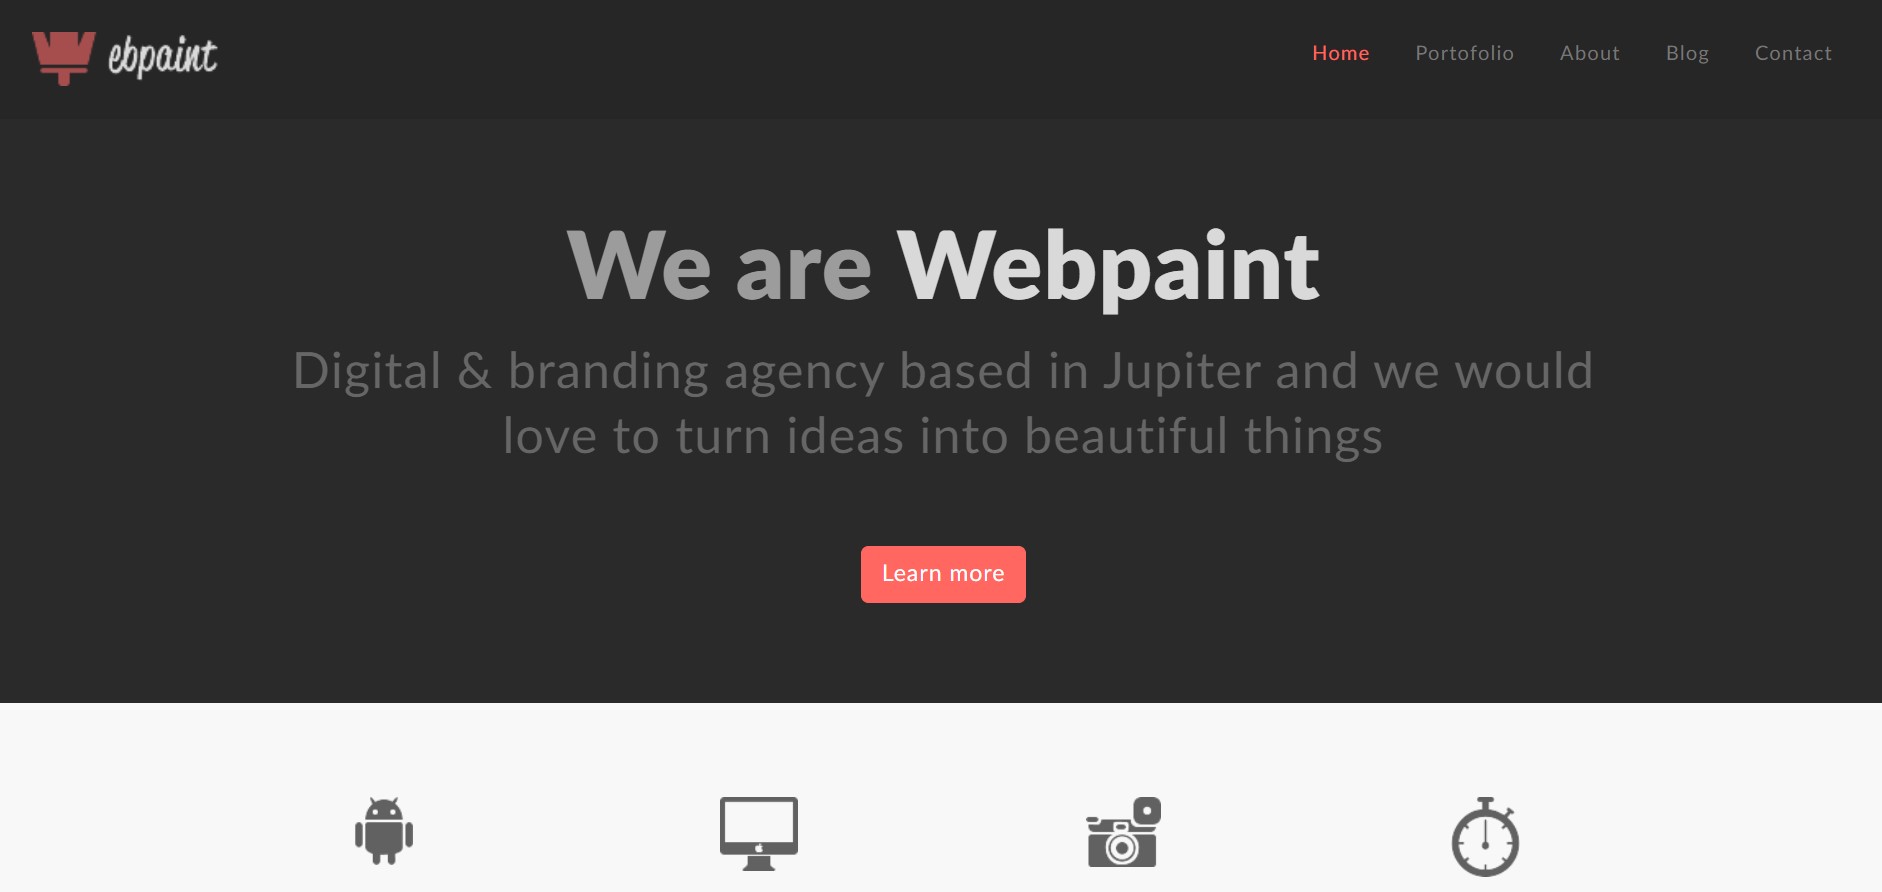 Webpaint
Home Portofolio About Blog Contact
We are Webpaint
Digital & branding agency based in Jupiter and we would
love to turn ideas into beautiful things
Learn more